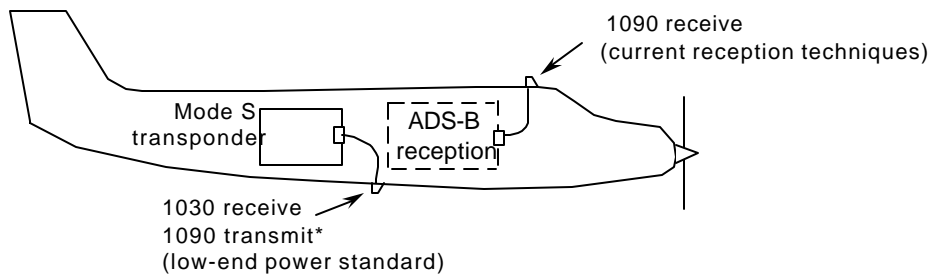 1090 receive
(current reception techniques)
Mode S
transponder
ADS-B
reception
1030 receive
1090 transmit*
(low-end power standard)